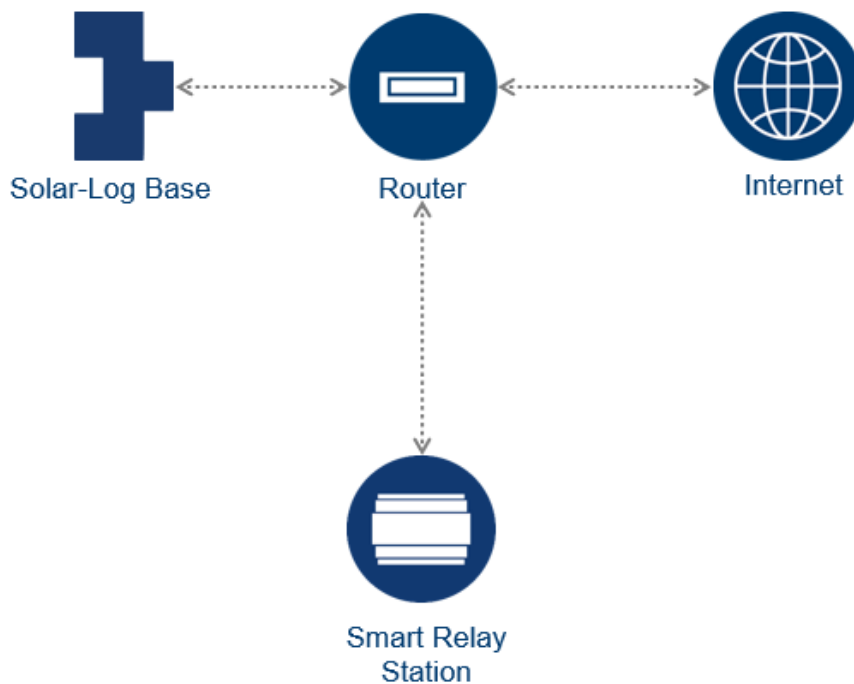 Solar-Log Base
Router
Internet
Smart Relay
Station